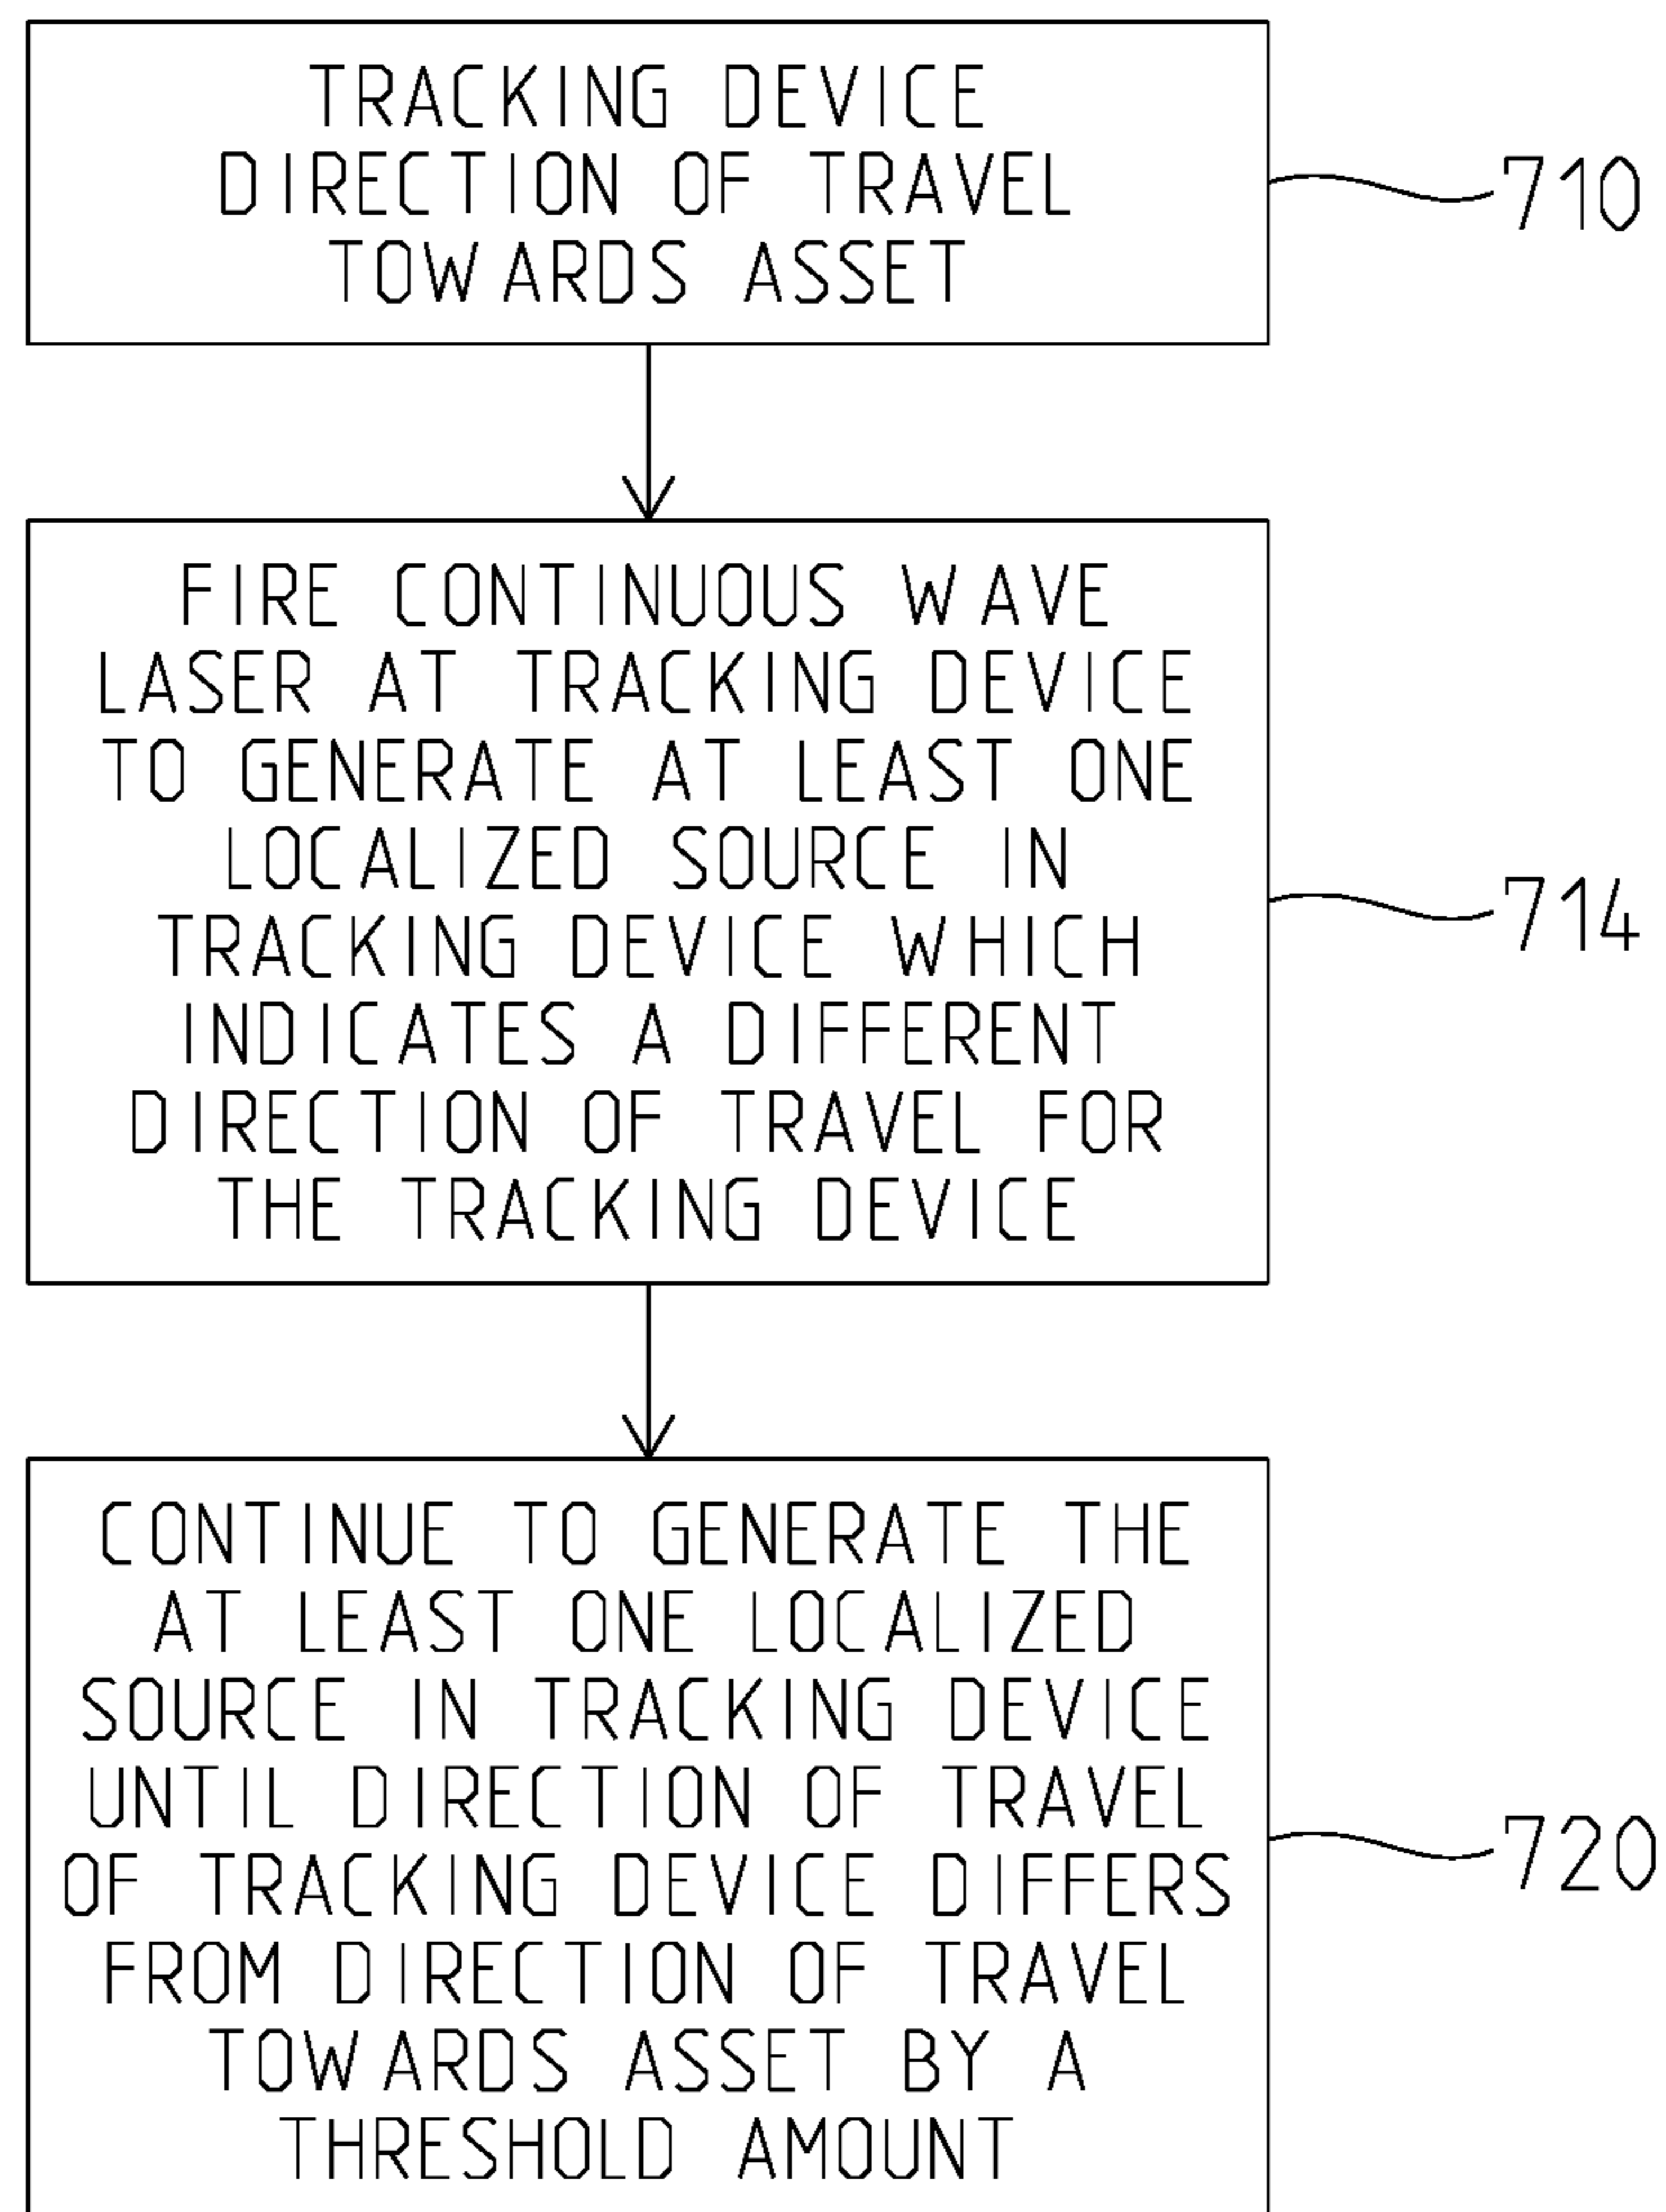 TRACKING DEVICE
DIRECTION OF TRAVEL
TOWARDS ASSET
710
FIRE CONTINUOUS WAVE
LASER AT TRACKING DEVICE
TO GENERATE AT LEAST ONE
LOCALIZED SOURCE IN
TRACKING DEVICE WHICH
INDICATES A DIFFERENT
DIRECTION OF TRAVEL FOR
THE TRACKING DEVICE
714
CONTINUE TO GENERATE THE
AT LEAST ONE LOCALIZED
SOURCE IN TRACKING DEVICE
UNTIL DIRECTION OF TRAVEL
OF TRACKING DEVICE DIFFERS
FROM DIRECTION OF TRAVEL
TOWARDS ASSET BY A
THRESHOLD AMOUNT
720